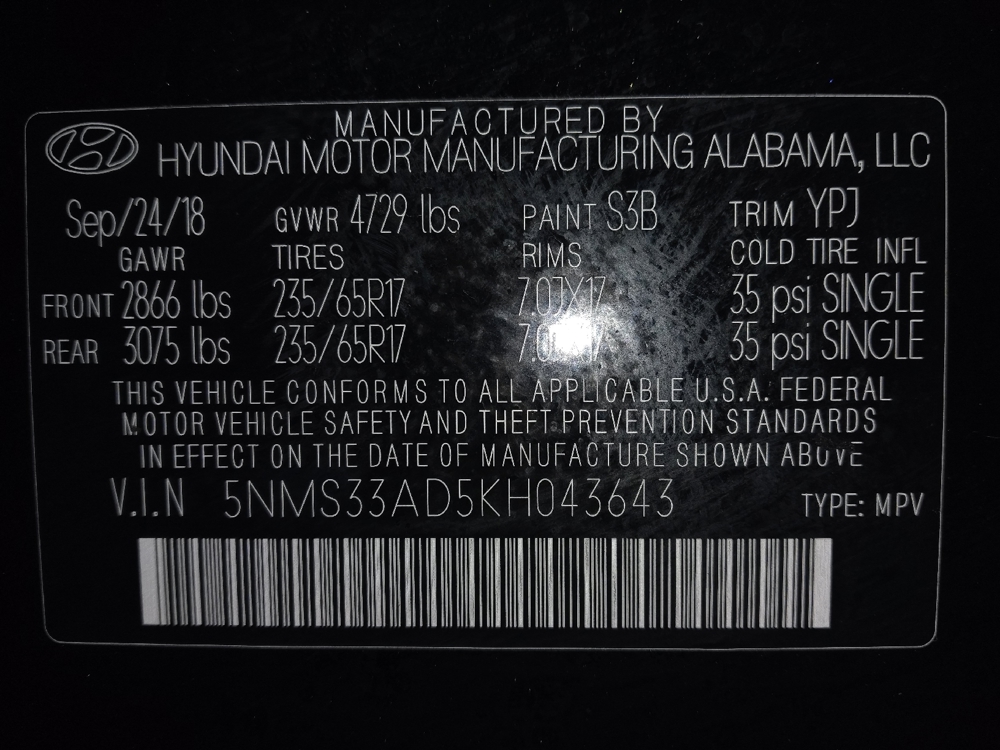 MANUFACTURED BY
HYUNDAI MOTOR MANUFACTURING ALABAMA, LLC
Sep/24/18 GVWR 4729 lbs PAINT S3B TRIM YPJ
GAWR TIRES RIMS COLD TIRE INFL
FRONT 2866 lbs 235/65R17 7.0JX17 35 psi SINGLE
REAR 3075 lbs 235/65R17 35 psi SINGLE
THIS VEHICLE CONFORMS TO ALL APPLICABLE U.S.A. FEDERAL
MOTOR VEHICLE SAFETY AND THEFT PREVENTION STANDARDS
IN EFFECT ON THE DATE OF MANUFACTURE SHOWN ABOVE
V.I.N 5NMS33AD5KH043643 TYPE: MPV